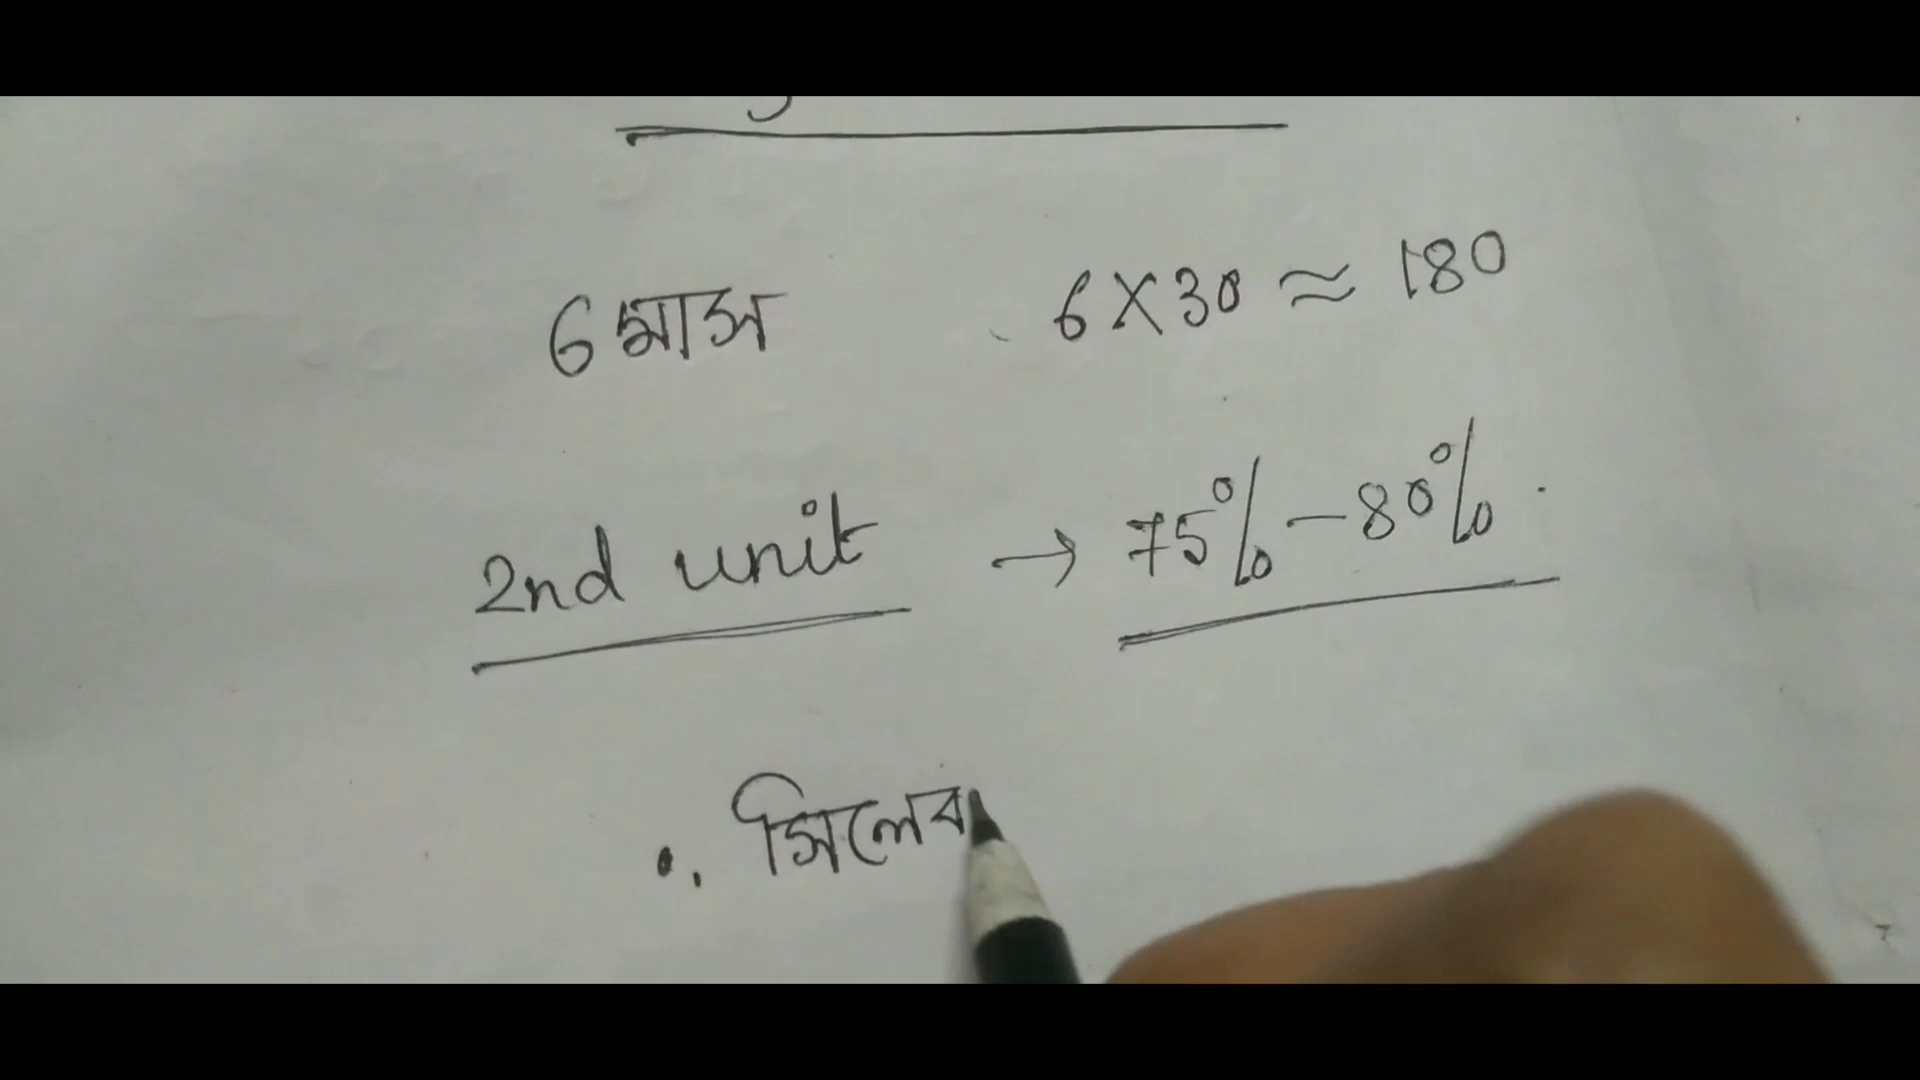 6 মাস 6 X 30 ≈ 180
2nd unit → 75% – 80% .
সিলেব